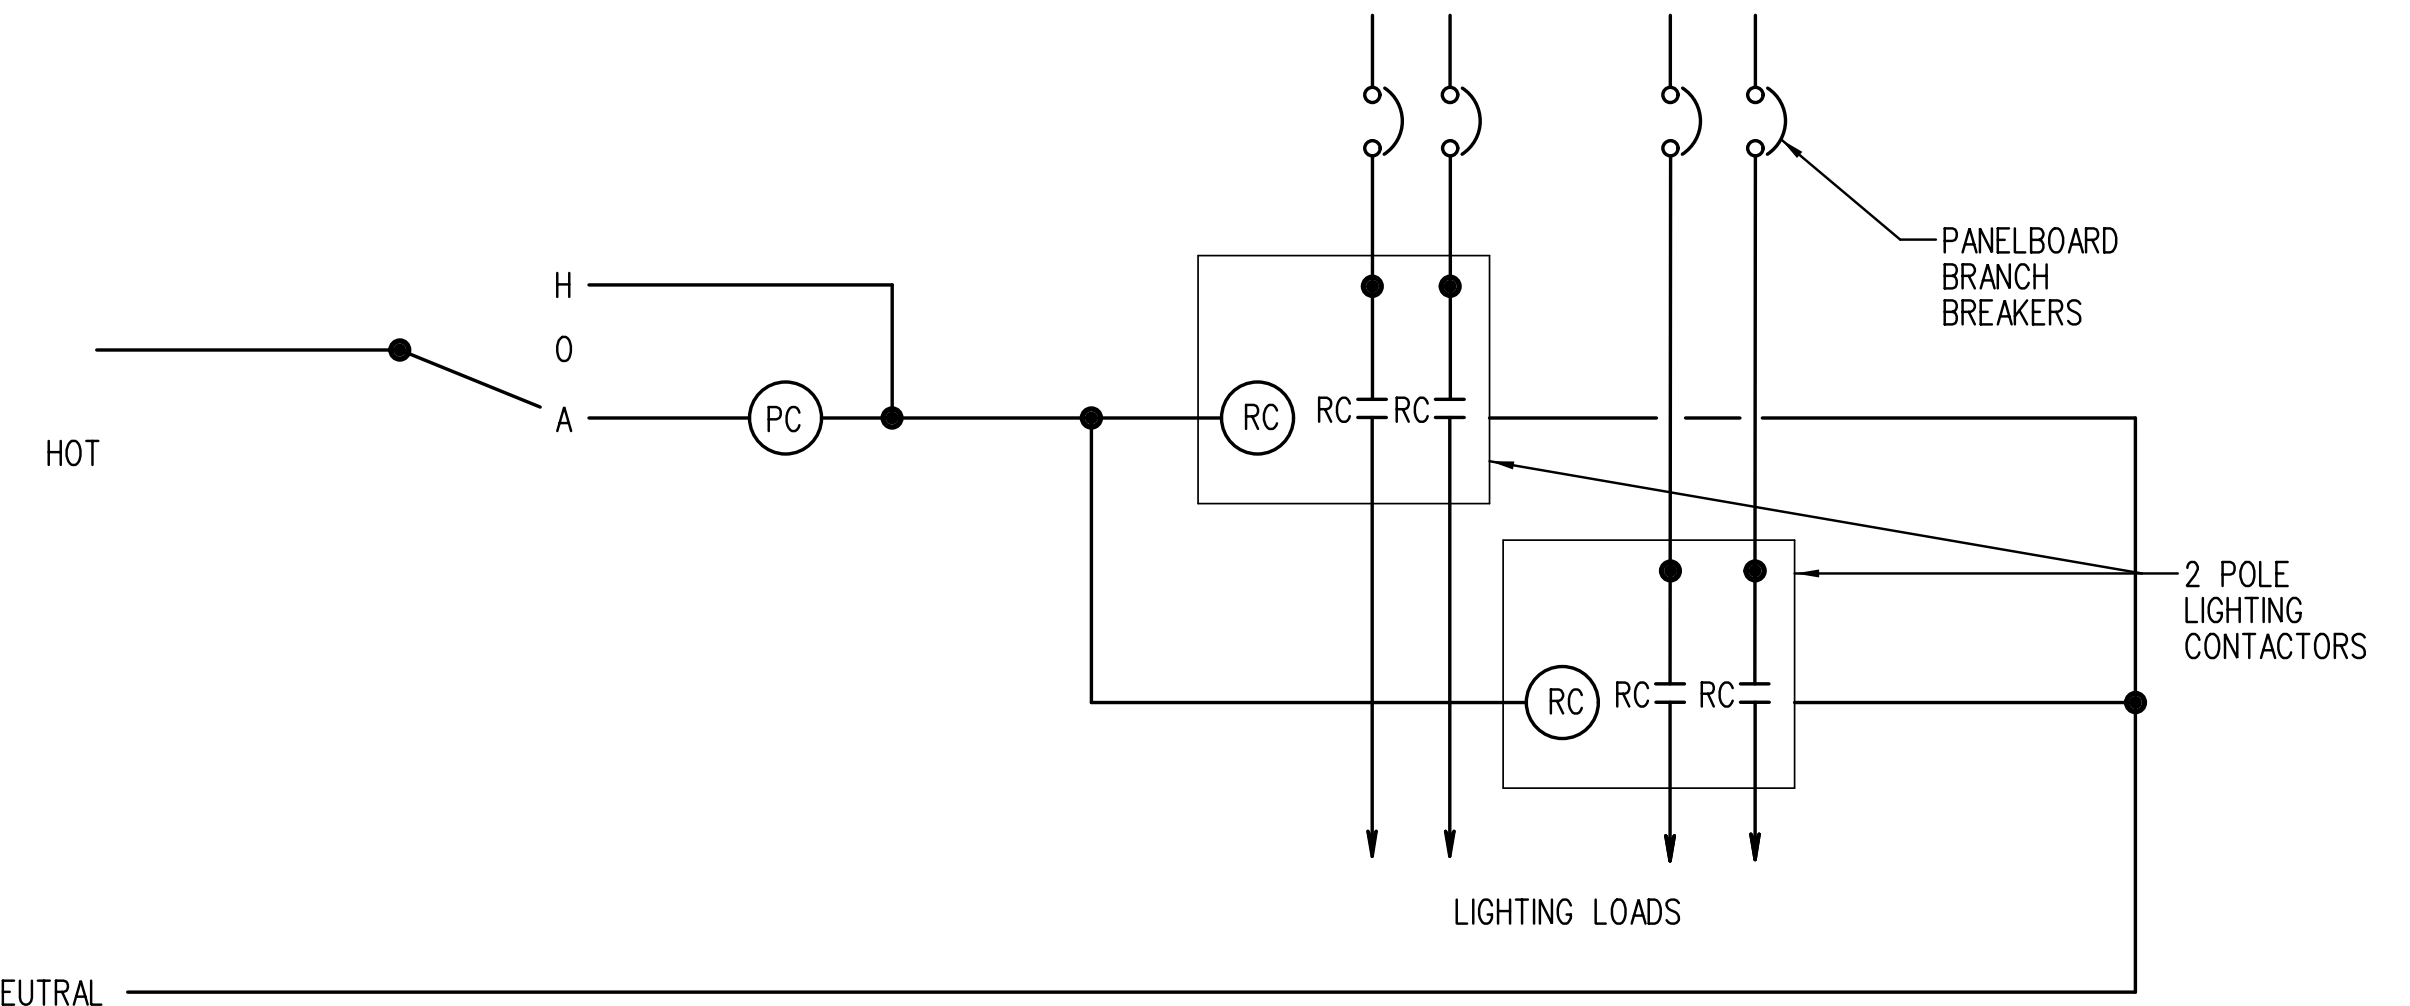 PANELBOARD
BRANCH
BREAKERS
H
O
A
HOT
PC
RC
RC
RC
2 POLE
LIGHTING
CONTACTORS
RC
RC
RC
LIGHTING LOADS
EUTRAL